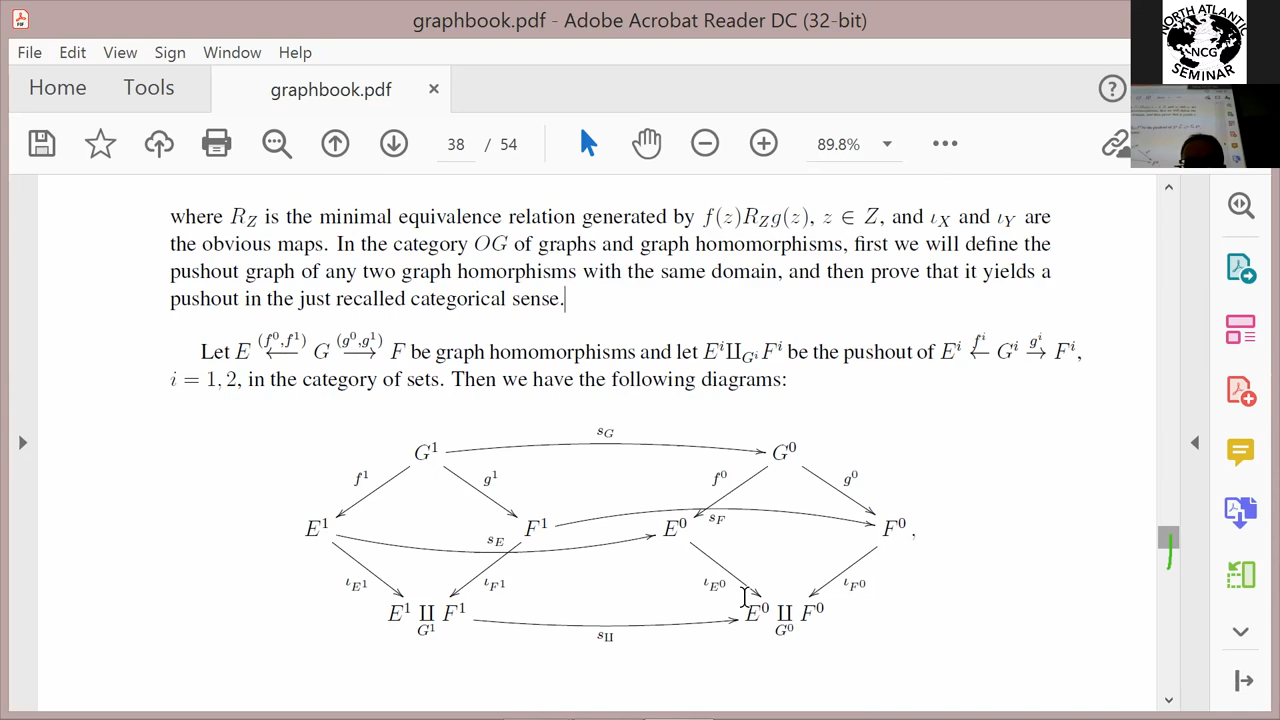 graphbook.pdf - Adobe Acrobat Reader DC (32-bit)
NORTH ATLANTIC
NCG
SEMINAR
File Edit View Sign Window Help
Home Tools graphbook.pdf
38 / 54 89.8%
where R_Z is the minimal equivalence relation generated by f(z)R_Zg(z), z ∈ Z, and ι_X and ι_Y are
the obvious maps. In the category OG of graphs and graph homomorphisms, first we will define the
pushout graph of any two graph homorphisms with the same domain, and then prove that it yields a
pushout in the just recalled categorical sense.
Let E (f^0,f^1) ⟵ G (g^0,g^1) ⟶ F be graph homomorphisms and let E^i ∐_{G^i} F^i be the pushout of E^i f^i ← G^i g^i → F^i,
i = 1, 2, in the category of sets. Then we have the following diagrams:
s_G
G^1 G^0
f^1 g^1 f^0 g^0
s_F
E^1 F^1 E^0 F^0 ,
s_E
ι_{E^1} ι_{F^1} ι_{E^0} ι_{F^0}
E^1 ∐_{G^1} F^1 E^0 ∐_{G^0} F^0
s_∐